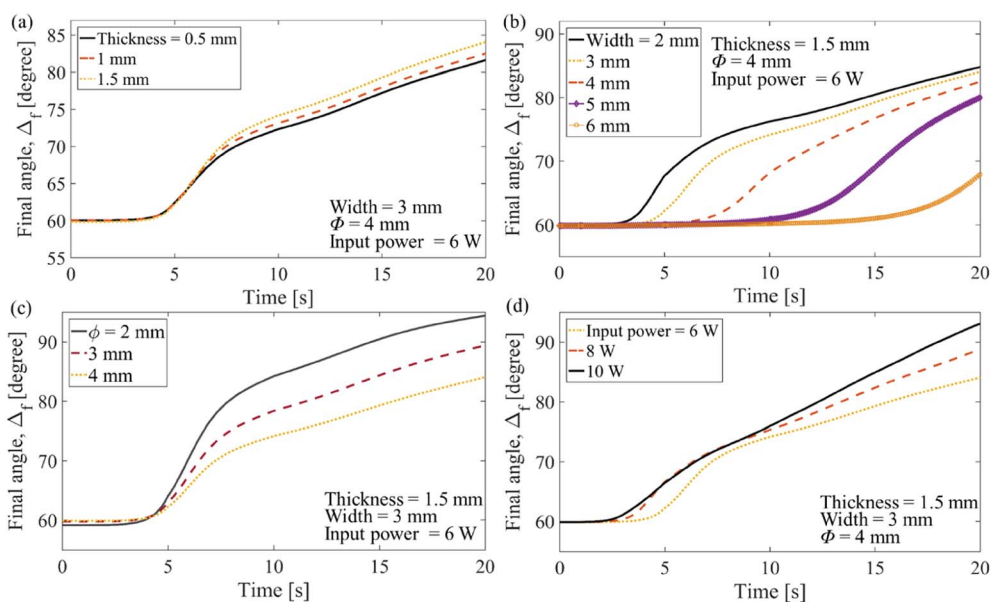 (a)
Thickness = 0.5 mm
1 mm
1.5 mm
Final angle, Δf [degree]
85
80
75
70
65
60
55
Width = 3 mm
Φ = 4 mm
Input power = 6 W
0 5 10 15 20
Time [s]
(b)
Width = 2 mm
3 mm
4 mm
5 mm
6 mm
Thickness = 1.5 mm
Φ = 4 mm
Input power = 6 W
Final angle, Δf [degree]
90
80
70
60
0 5 10 15 20
Time [s]
(c)
ϕ = 2 mm
3 mm
4 mm
Final angle, Δf [degree]
90
80
70
60
Thickness = 1.5 mm
Width = 3 mm
Input power = 6 W
0 5 10 15 20
Time [s]
(d)
Input power = 6 W
8 W
10 W
Final angle, Δf [degree]
90
80
70
60
Thickness = 1.5 mm
Width = 3 mm
Φ = 4 mm
0 5 10 15 20
Time [s]